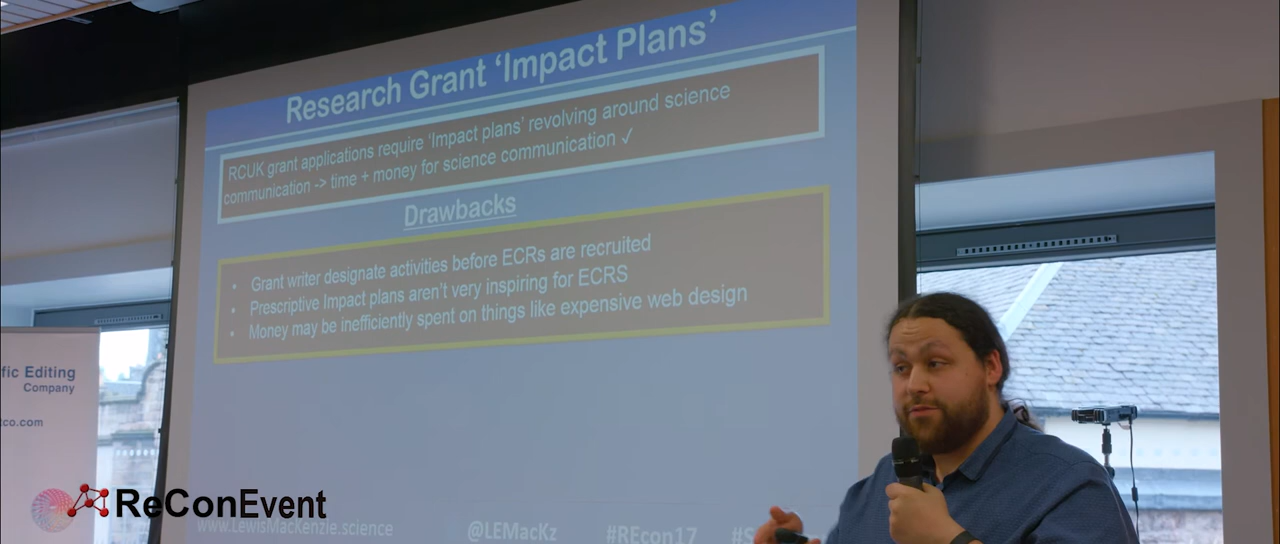 Research Grant ‘Impact Plans’
RCUK grant applications require ‘Impact plans’ revolving around science
communication -> time + money for science communication ✓
Drawbacks
• Grant writer designate activities before ECRs are recruited
• Prescriptive Impact plans aren’t very inspiring for ECRS
• Money may be inefficiently spent on things like expensive web design
fic Editing
Company
tco.com
ReConEvent
www.LewisMacKenzie.science @LEMacKz #REcon17 #S